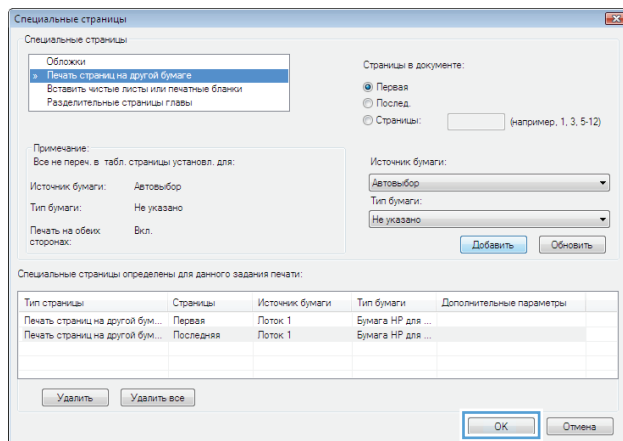 Специальные страницы
Специальные страницы
Обложки
» Печать страниц на другой бумаге
Вставить чистые листы или печатные бланки
Разделительные страницы главы
Страницы в документе:
Первая
Послед.
Страницы:
(например, 1, 3, 5-12)
Примечание:
Все не переч. в табл. страницы установл. для:
Источник бумаги: Автовыбор
Тип бумаги: Не указано
Печать на обеих Вкл.
сторонах:
Источник бумаги:
Автовыбор
Тип бумаги:
Не указано
Добавить Обновить
Специальные страницы определены для данного задания печати:
Тип страницы Страницы Источник бумаги Тип бумаги Дополнительные параметры
Печать страниц на другой бум... Первая Лоток 1 Бумага HP для ...
Печать страниц на другой бум... Последняя Лоток 1 Бумага HP для ...
Удалить Удалить все
OK Отмена